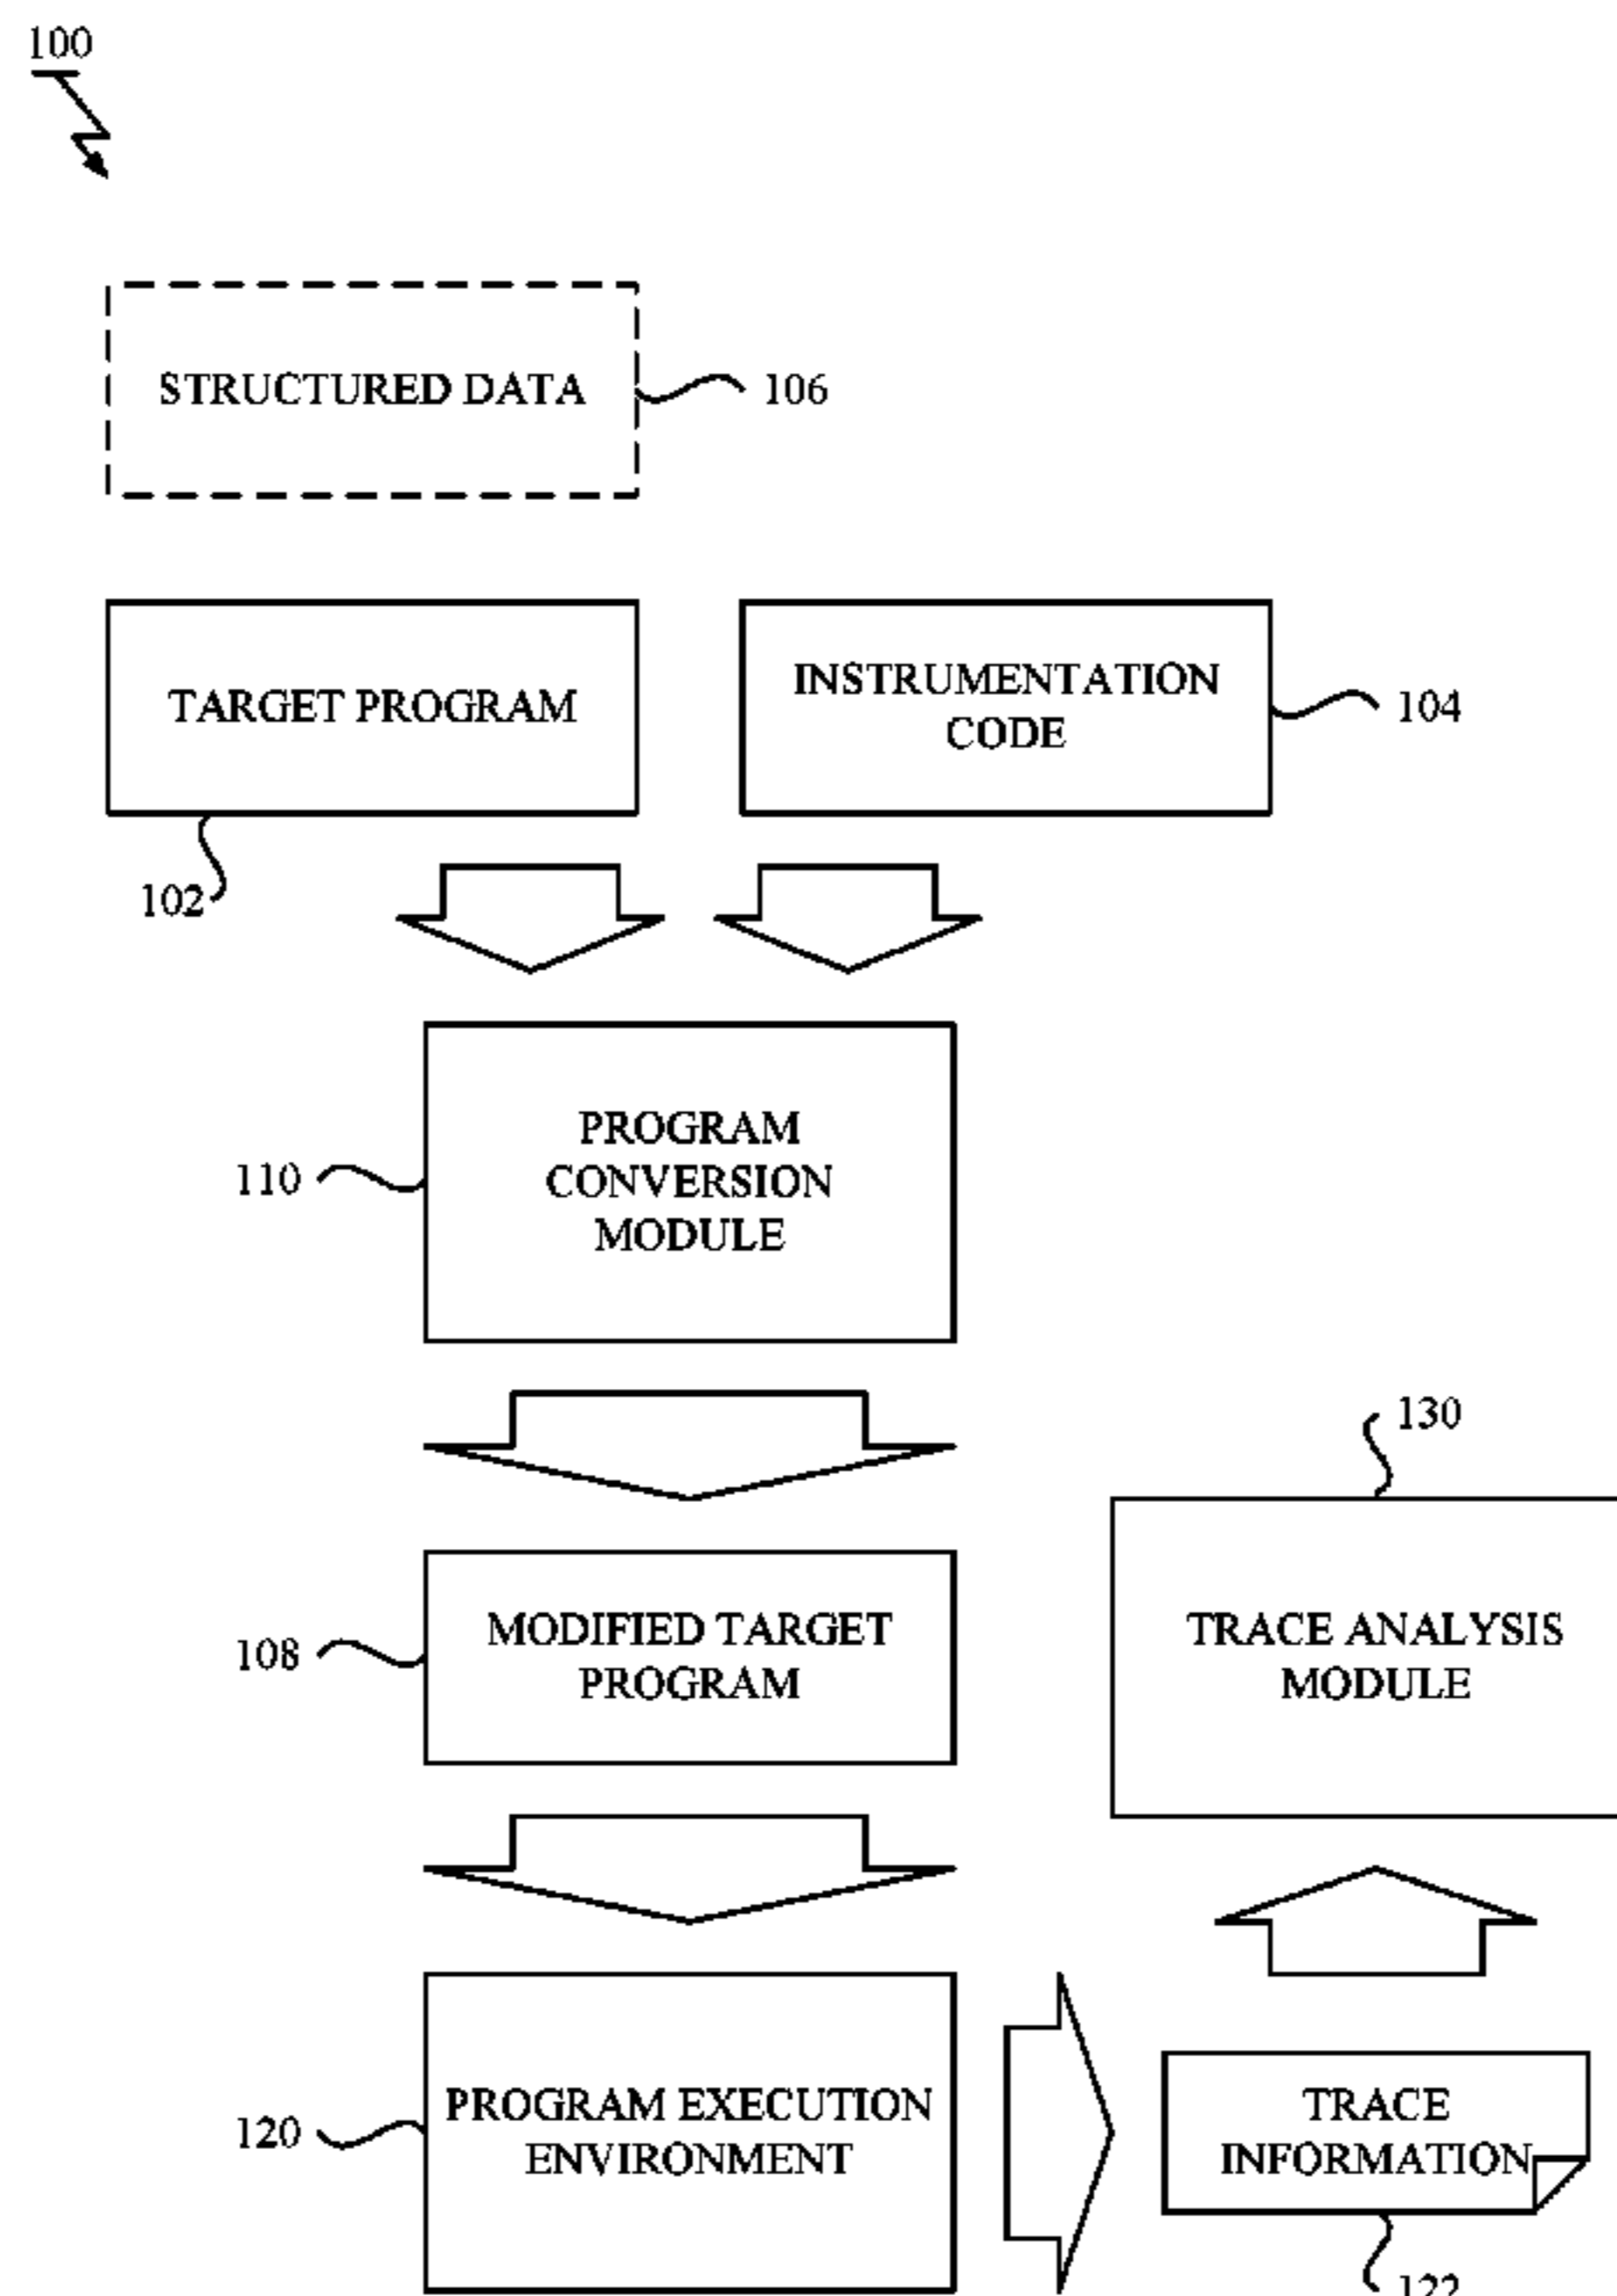 100
STRUCTURED DATA
106
TARGET PROGRAM
INSTRUMENTATION
CODE
104
102
PROGRAM
CONVERSION
MODULE
110
130
MODIFIED TARGET
PROGRAM
108
TRACE ANALYSIS
MODULE
PROGRAM EXECUTION
ENVIRONMENT
120
TRACE
INFORMATION
122